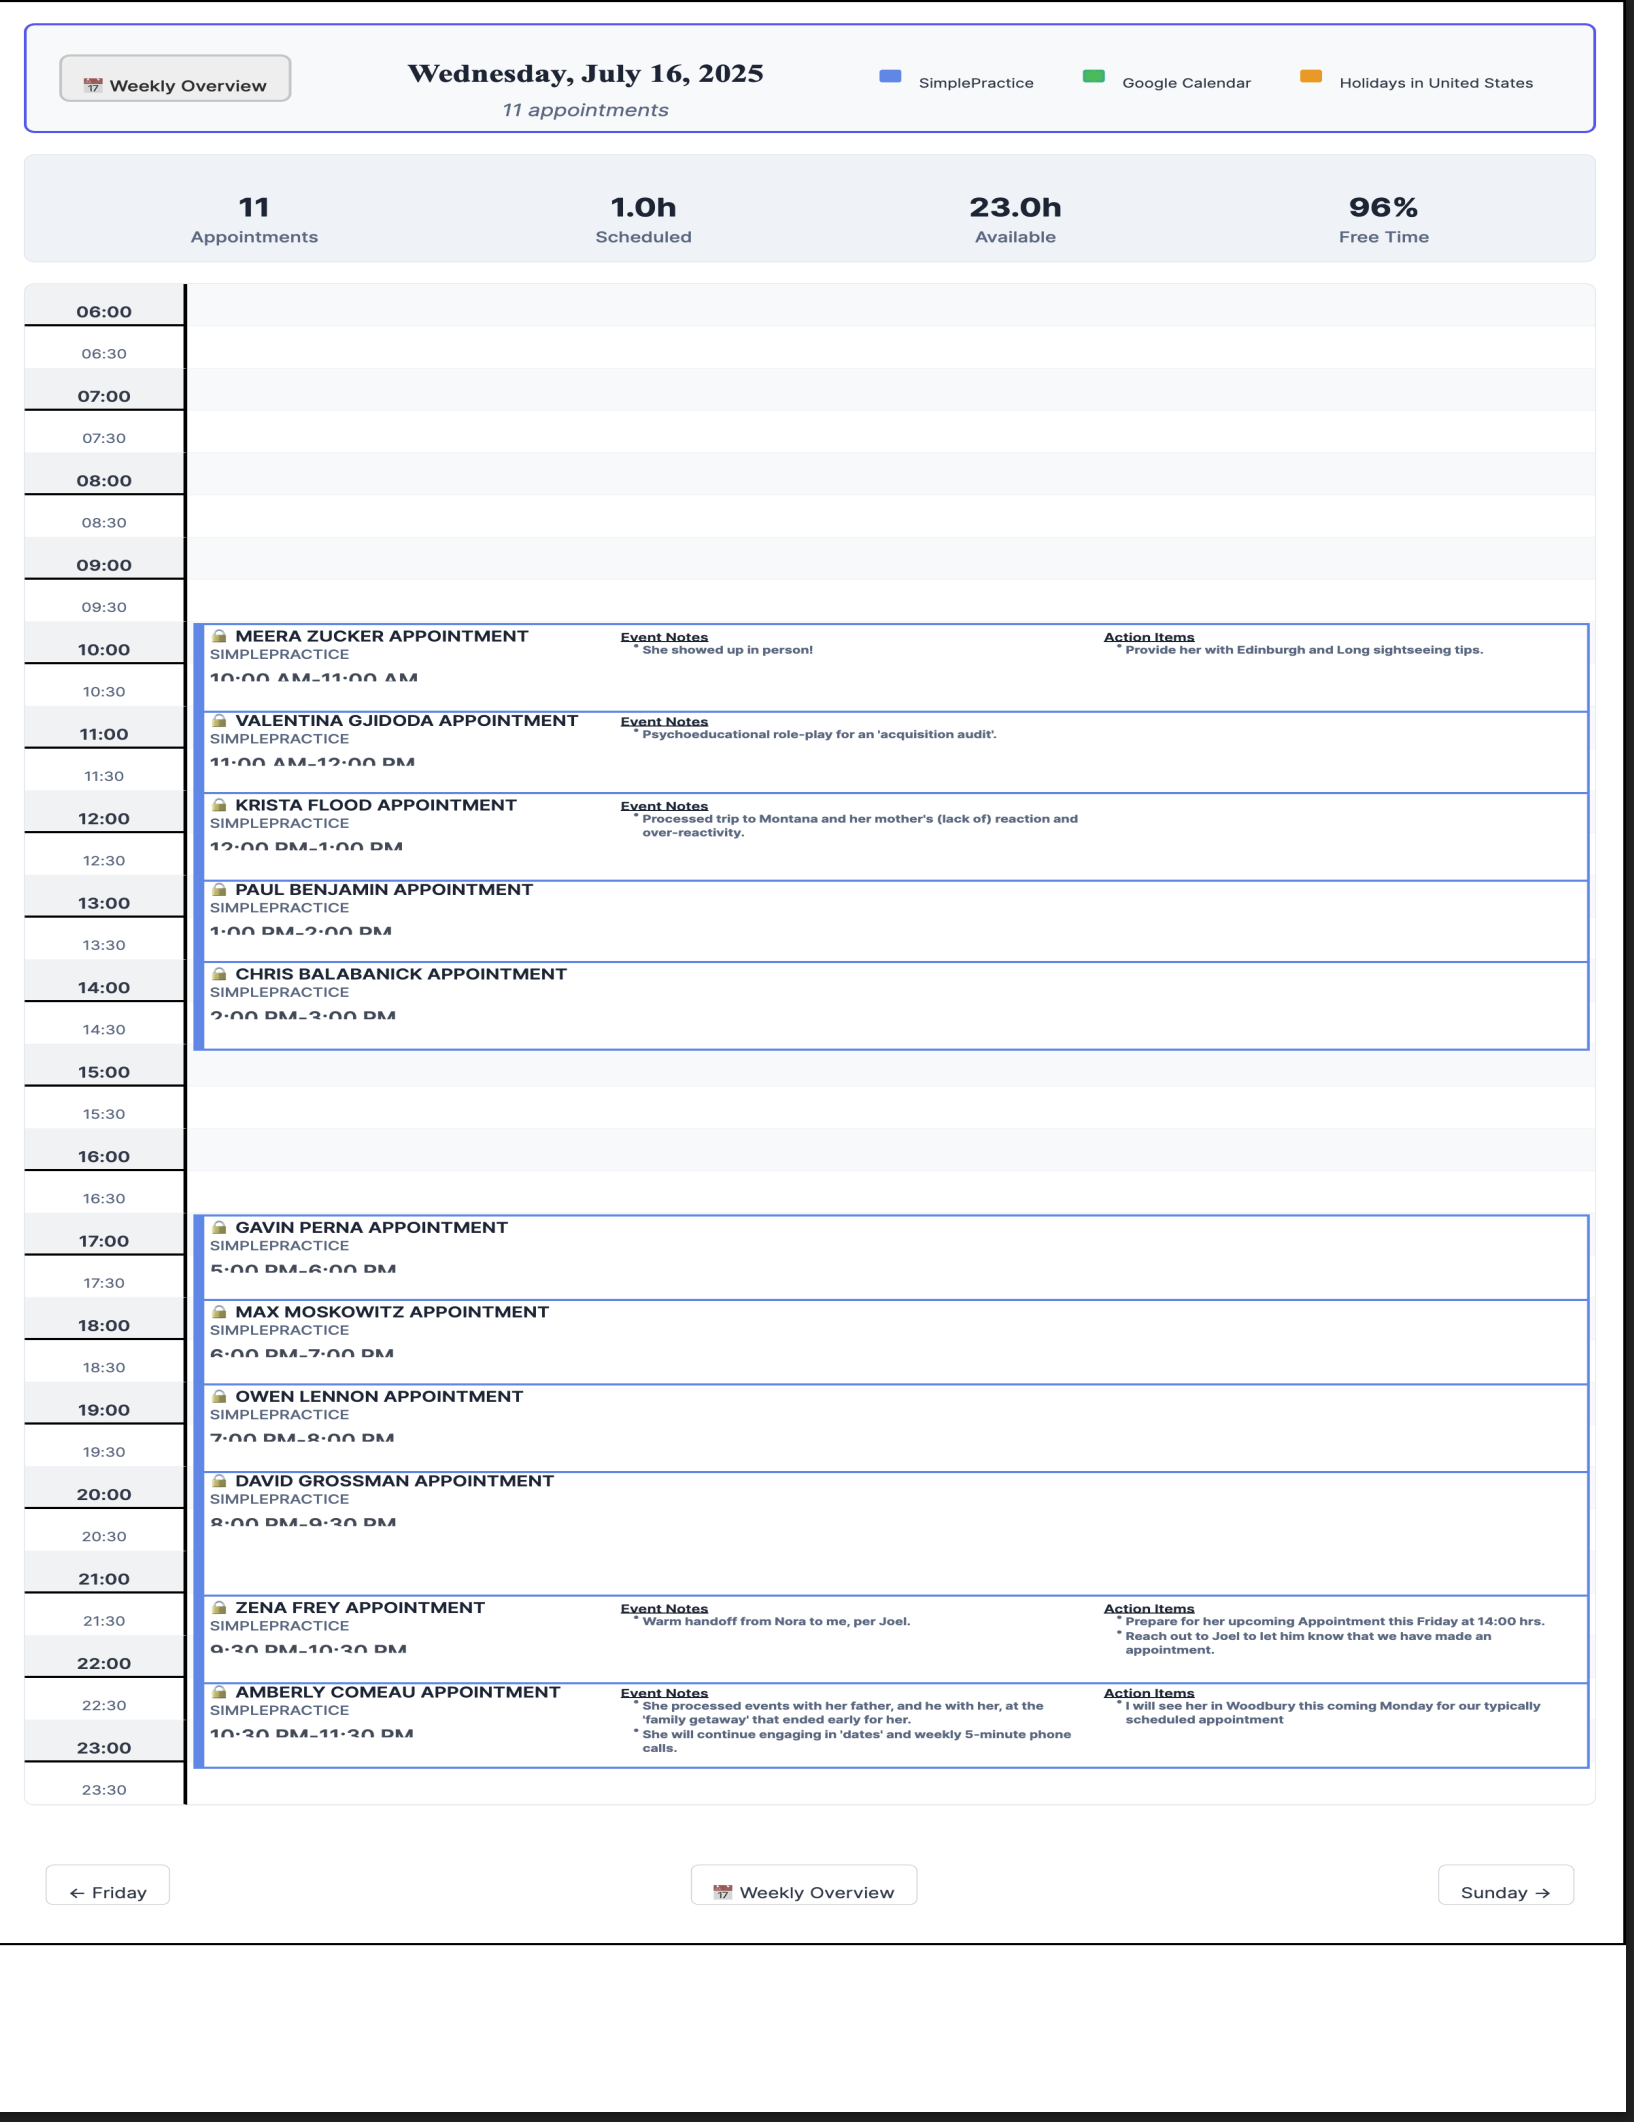 Weekly Overview
Wednesday, July 16, 2025
11 appointments
SimplePractice
Google Calendar
Holidays in United States
11
Appointments
1.0h
Scheduled
23.0h
Available
96%
Free Time
06:00
06:30
07:00
07:30
08:00
08:30
09:00
09:30
10:00
MEERA ZUCKER APPOINTMENT
SIMPLEPRACTICE
10:00 AM-11:00 AM
Event Notes
• She showed up in person!
Action Items
• Provide her with Edinburgh and Long sightseeing tips.
10:30
11:00
VALENTINA GJIDODA APPOINTMENT
SIMPLEPRACTICE
11:00 AM-12:00 PM
Event Notes
• Psychoeducational role-play for an 'acquisition audit'.
11:30
12:00
KRISTA FLOOD APPOINTMENT
SIMPLEPRACTICE
12:00 PM-1:00 PM
Event Notes
• Processed trip to Montana and her mother's (lack of) reaction and
over-reactivity.
12:30
13:00
PAUL BENJAMIN APPOINTMENT
SIMPLEPRACTICE
1:00 PM-2:00 PM
13:30
14:00
CHRIS BALABANICK APPOINTMENT
SIMPLEPRACTICE
2:00 PM-3:00 PM
14:30
15:00
15:30
16:00
16:30
17:00
GAVIN PERNA APPOINTMENT
SIMPLEPRACTICE
5:00 PM-6:00 PM
17:30
18:00
MAX MOSKOWITZ APPOINTMENT
SIMPLEPRACTICE
6:00 PM-7:00 PM
18:30
19:00
OWEN LENNON APPOINTMENT
SIMPLEPRACTICE
7:00 PM-8:00 PM
19:30
20:00
DAVID GROSSMAN APPOINTMENT
SIMPLEPRACTICE
8:00 PM-9:30 PM
20:30
21:00
21:30
ZENA FREY APPOINTMENT
SIMPLEPRACTICE
9:30 PM-10:30 PM
Event Notes
• Warm handoff from Nora to me, per Joel.
Action Items
• Prepare for her upcoming Appointment this Friday at 14:00 hrs.
• Reach out to Joel to let him know that we have made an
appointment.
22:00
22:30
AMBERLY COMEAU APPOINTMENT
SIMPLEPRACTICE
10:30 PM-11:30 PM
Event Notes
• She processed events with her father, and he with her, at the
'family getaway' that ended early for her.
• She will continue engaging in 'dates' and weekly 5-minute phone
calls.
Action Items
• I will see her in Woodbury this coming Monday for our typically
scheduled appointment
23:00
23:30
← Friday
Weekly Overview
Sunday →